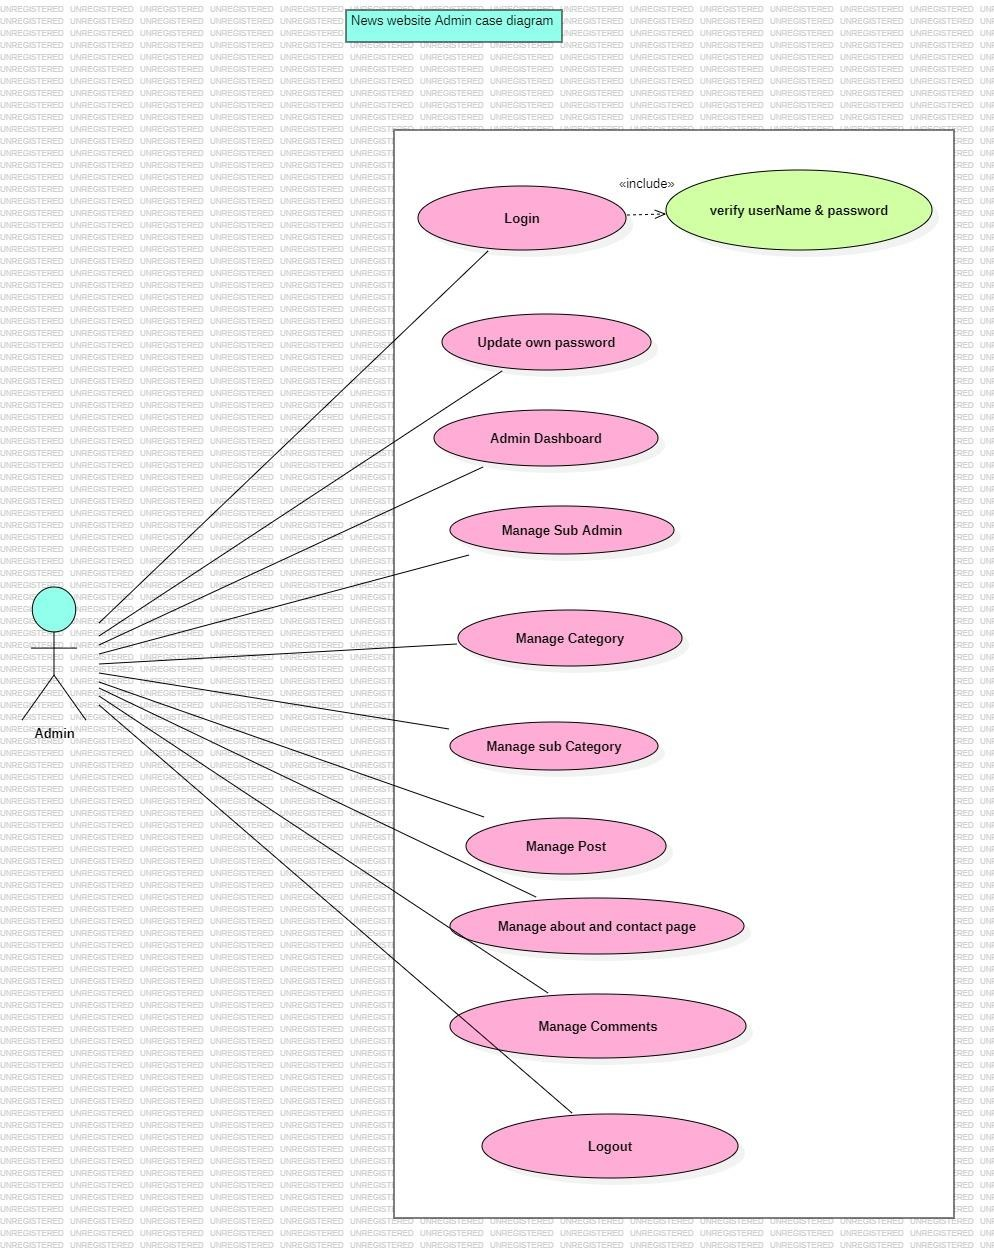 News website Admin case diagram
«include»
Login
verify userName & password
Update own password
Admin Dashboard
Manage Sub Admin
Manage Category
Admin
Manage sub Category
Manage Post
Manage about and contact page
Manage Comments
Logout
UNREGISTERED